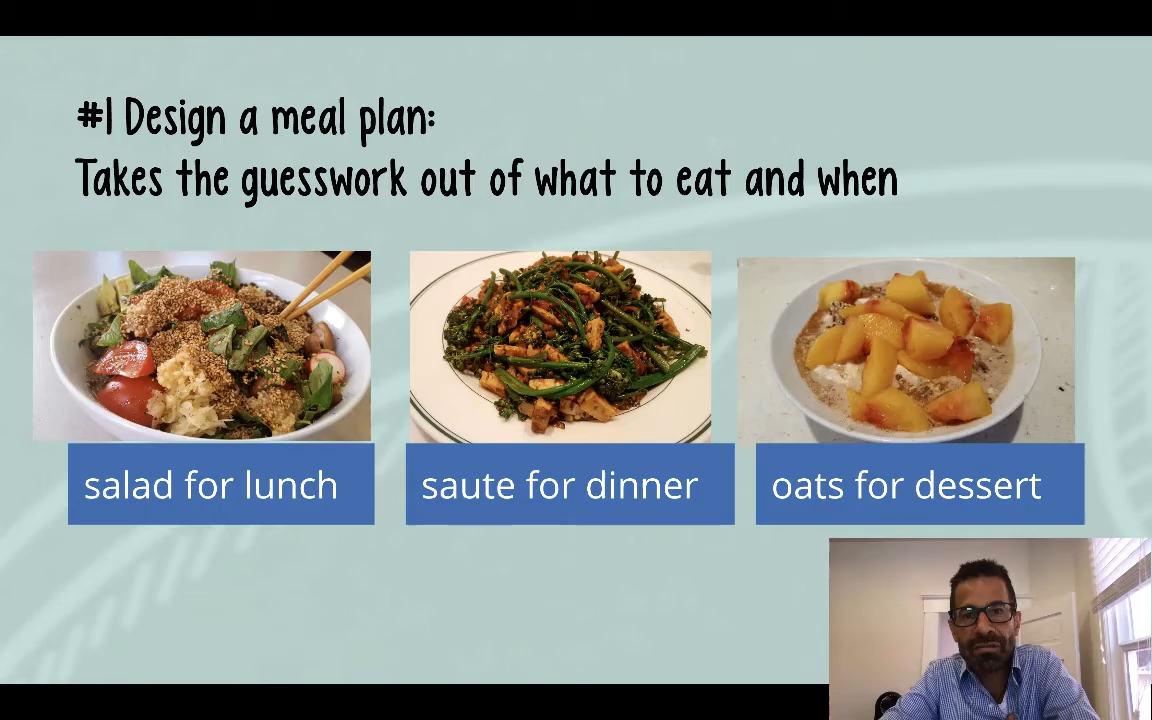 #1 Design a meal plan:
Takes the guesswork out of what to eat and when
salad for lunch
saute for dinner
oats for dessert